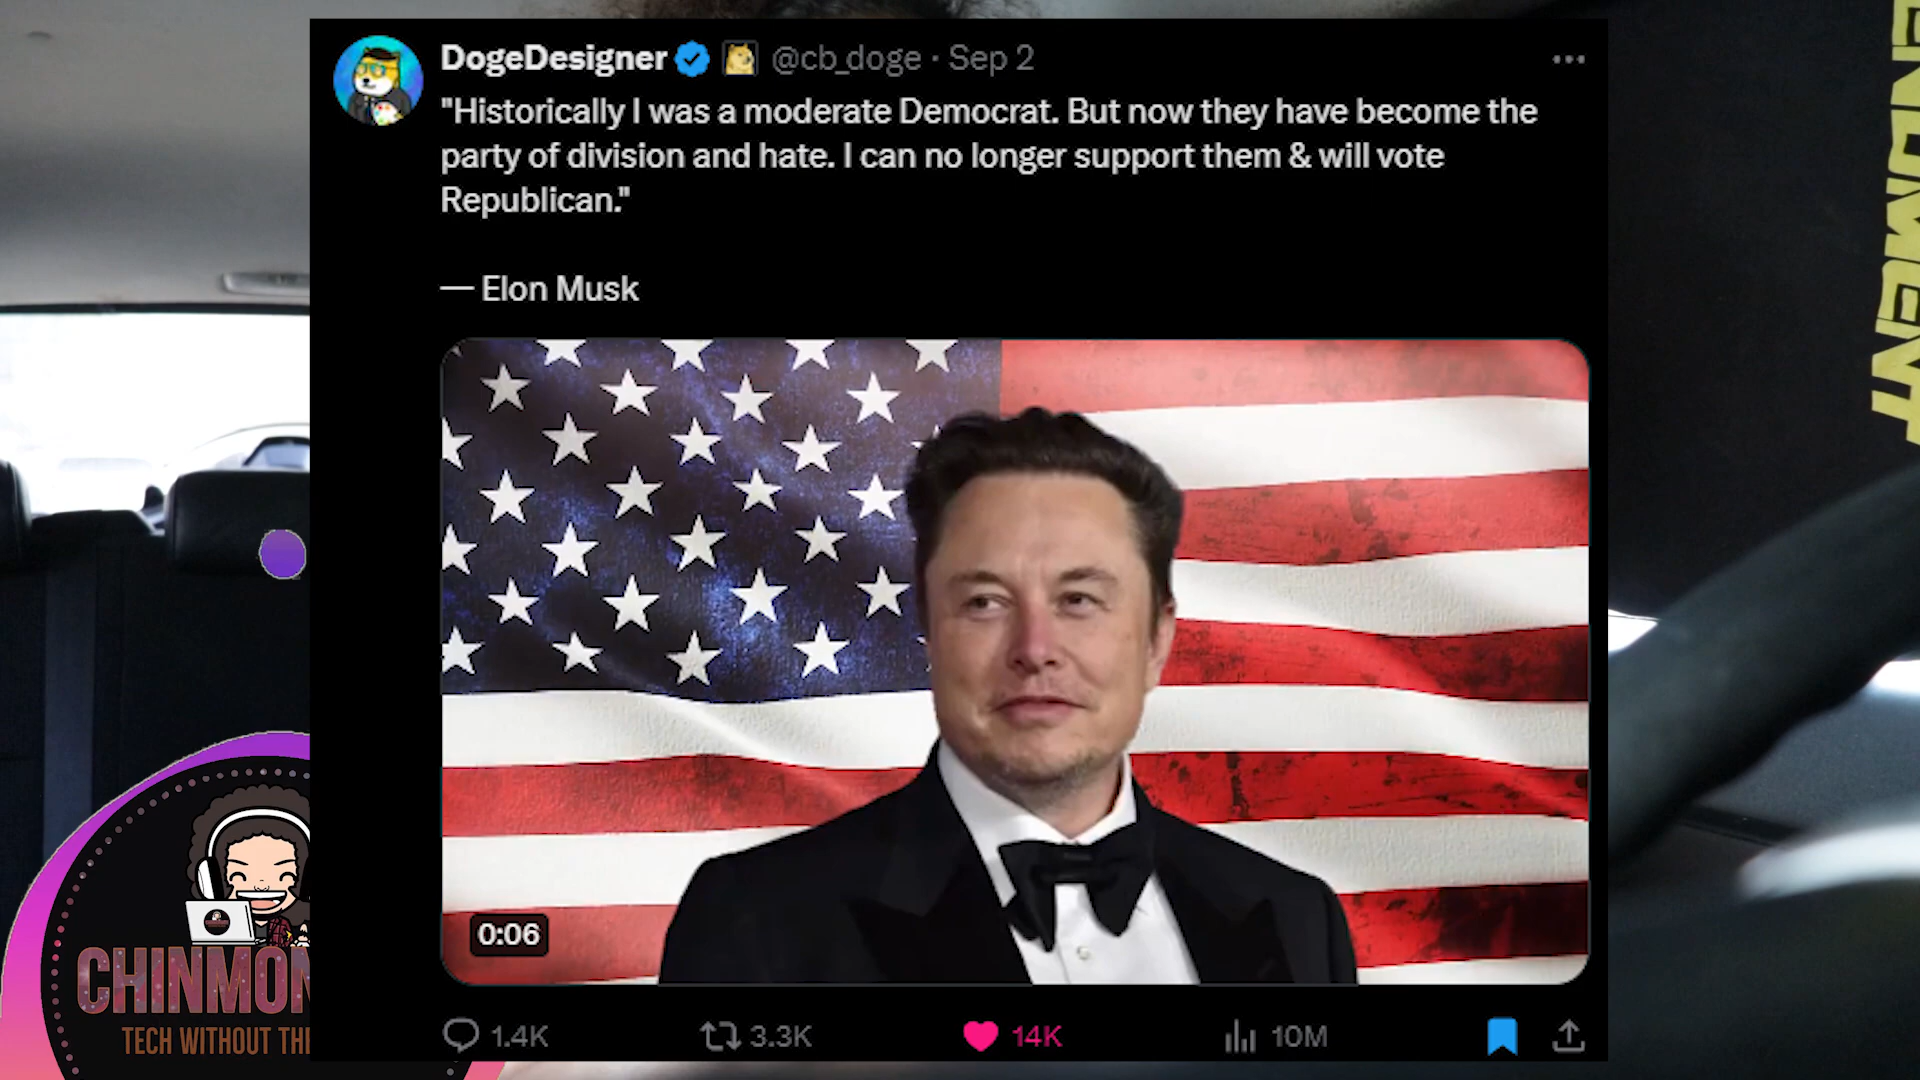 DogeDesigner @cb_doge · Sep 2
"Historically I was a moderate Democrat. But now they have become the
party of division and hate. I can no longer support them & will vote
Republican."
— Elon Musk
0:06
1.4K 3.3K 14K 10M
CHINMON
TECH WITHOUT THE